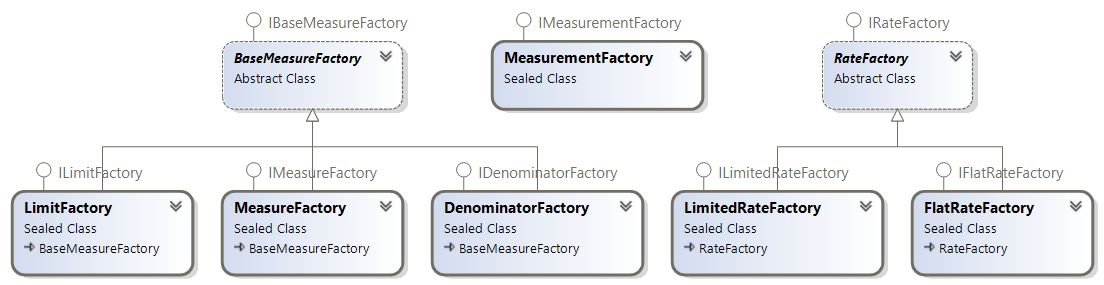 IBaseMeasureFactory
IMeasurementFactory
IRateFactory
BaseMeasureFactory
Abstract Class
MeasurementFactory
Sealed Class
RateFactory
Abstract Class
ILimitFactory
IMeasureFactory
IDenominatorFactory
ILimitedRateFactory
IFlatRateFactory
LimitFactory
Sealed Class
BaseMeasureFactory
MeasureFactory
Sealed Class
BaseMeasureFactory
DenominatorFactory
Sealed Class
BaseMeasureFactory
LimitedRateFactory
Sealed Class
RateFactory
FlatRateFactory
Sealed Class
RateFactory